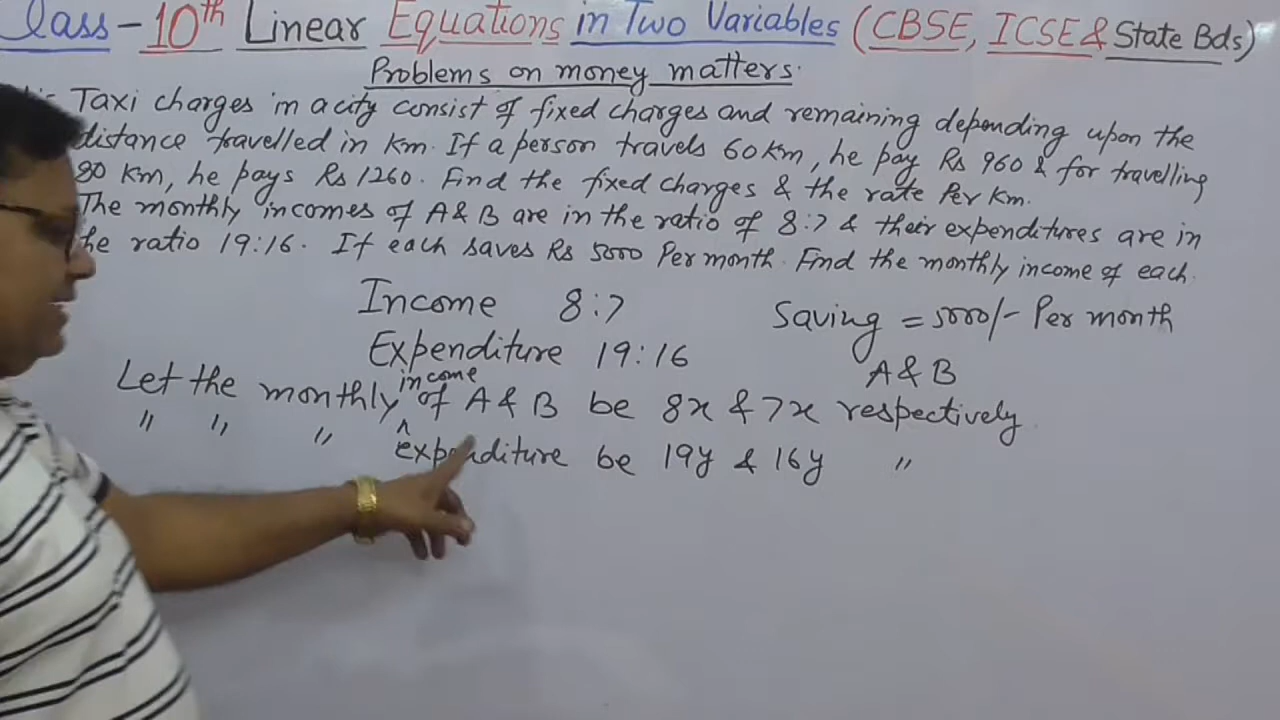 Class - 10th Linear Equations in Two Variables (CBSE, ICSE & State Bds)
Problems on money matters.
Taxi charges in a city consist of fixed charges and remaining depending upon the
distance travelled in Km. If a person travels 60 Km, he pay Rs 960 & for travelling
80 Km, he pays Rs 1260. Find the fixed charges & the rate Per Km.
The monthly incomes of A & B are in the ratio of 8:7 & their expenditures are in
he ratio 19:16. If each saves Rs 5000 Per month. Find the monthly income of each.
Income 8:7
Saving = 5000/- Per month
Expenditure 19:16
A & B
Let the monthly income of A & B be 8x & 7x respectively
" " " expenditure be 19y & 16y "